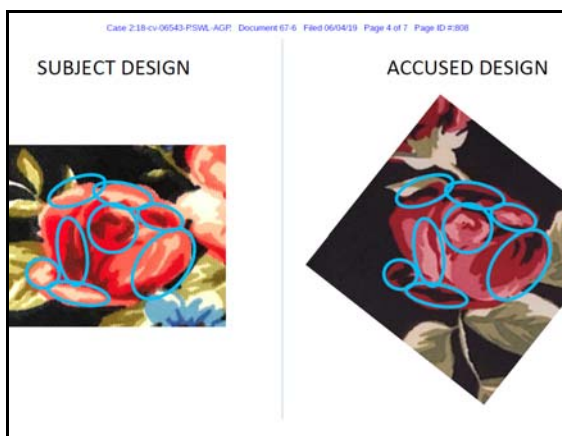 Case 2:18-cv-06543-PSWL-AGP. Document 67-6 Filed 06/04/19 Page 4 of 7 Page ID #:808
SUBJECT DESIGN
ACCUSED DESIGN